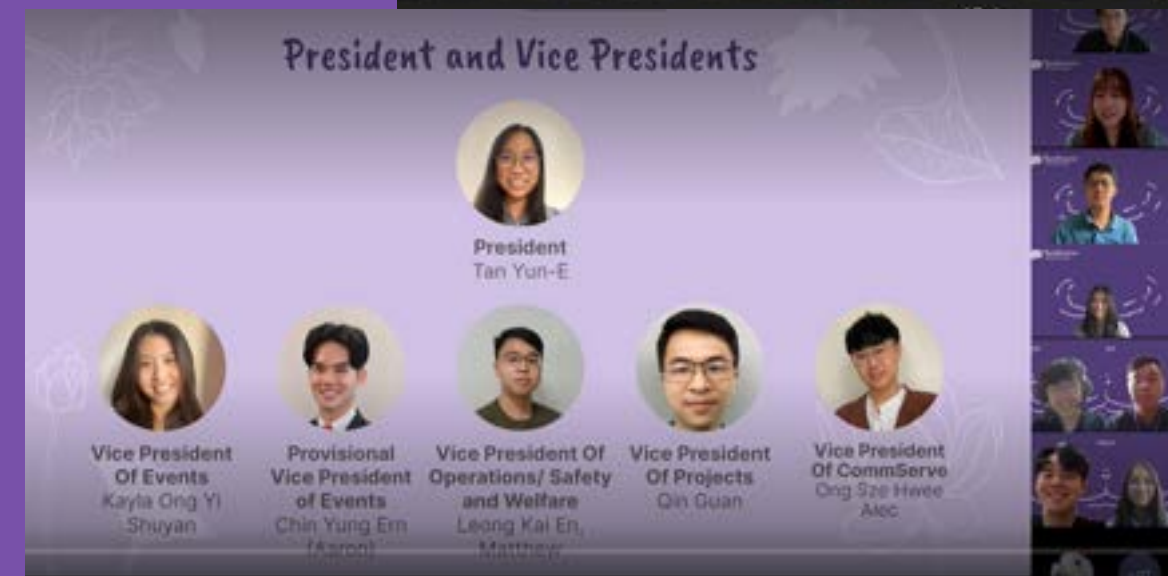 President and Vice Presidents
President
Tan Yun-E
Vice President
Of Events
Kayla Ong Yi
Shuyan
Provisional
Vice President
of Events
Chin Yung Ern
(Aaron)
Vice President Of
Operations/ Safety
and Welfare
Leong Kai En,
Matthew
Vice President
Of Projects
Qin Guan
Vice President
Of CommServe
Ong Sze Hwee
Alec